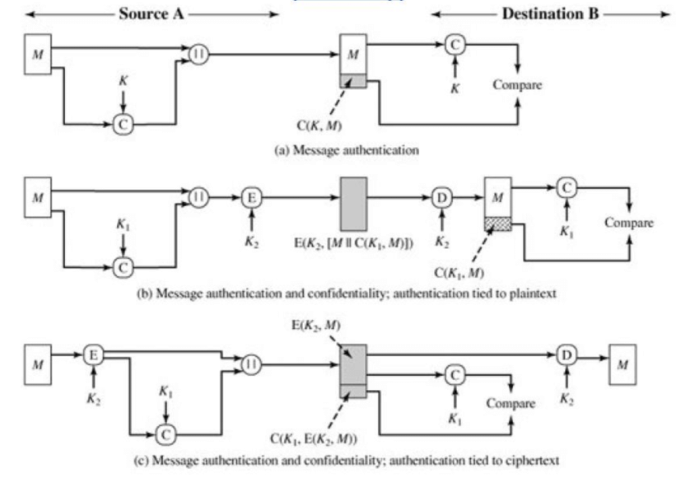 Source A
Destination B
M
||
M
C
K
C
K
Compare
C(K, M)
(a) Message authentication
M
||
E
D
M
C
K₁
C
K₂
E(K₂, [M || C(K₁, M)])
K₂
K₁
Compare
C(K₁, M)
(b) Message authentication and confidentiality; authentication tied to plaintext
E(K₂, M)
M
E
||
D
M
K₂
K₁
C
C
K₁
Compare
K₂
C(K₁, E(K₂, M))
(c) Message authentication and confidentiality; authentication tied to ciphertext